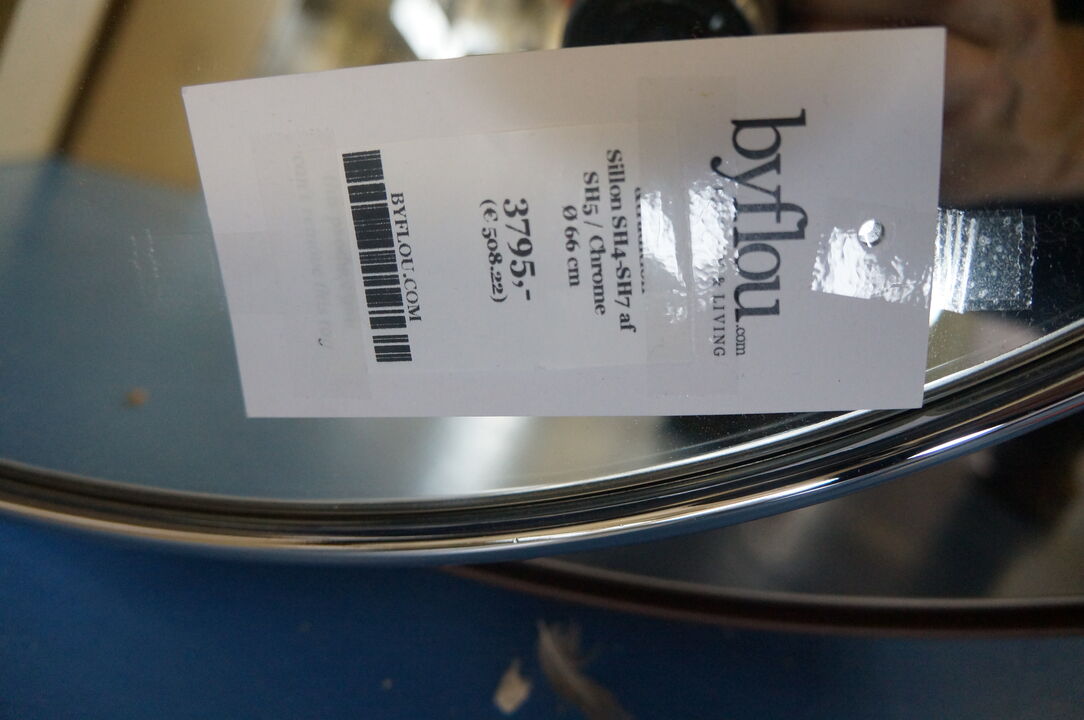 byflou.com
& LIVING
Sillon SH4-SH7 af
SH5 / Chrome
Ø 66 cm
3795,-
(€ 508.22)
BYFLOU.COM